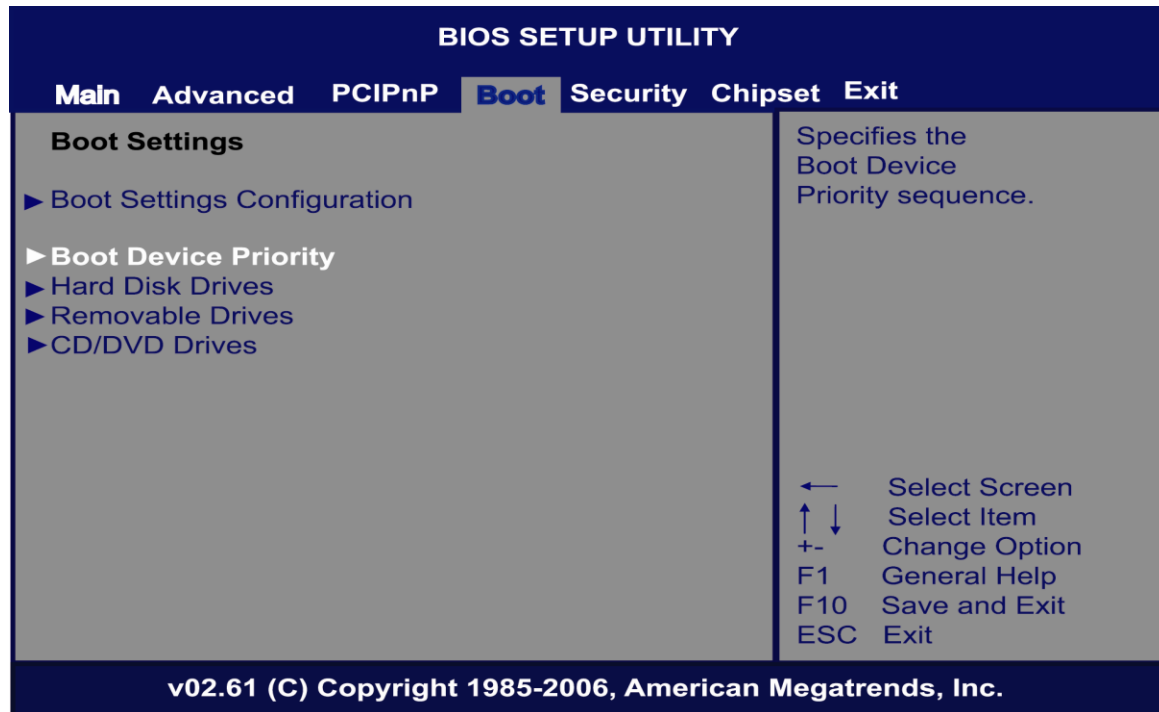 BIOS SETUP UTILITY
Main Advanced PCIPnP Boot Security Chipset Exit
Boot Settings
► Boot Settings Configuration
► Boot Device Priority
► Hard Disk Drives
► Removable Drives
► CD/DVD Drives
Specifies the
Boot Device
Priority sequence.
← Select Screen
↑ ↓ Select Item
+- Change Option
F1 General Help
F10 Save and Exit
ESC Exit
v02.61 (C) Copyright 1985-2006, American Megatrends, Inc.